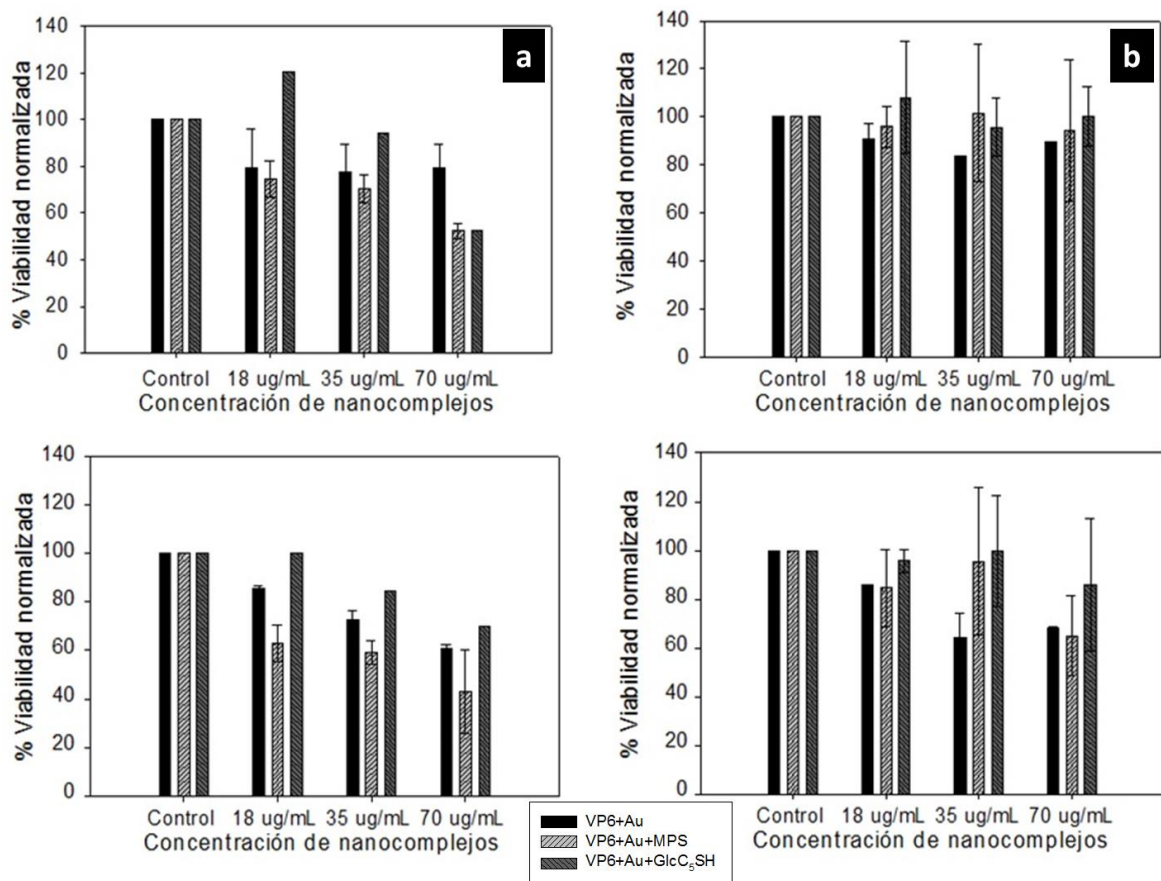 a
% Viabilidad normalizada
140
120
100
80
60
40
20
0
Control 18 ug/mL 35 ug/mL 70 ug/mL
Concentración de nanocomplejos
b
% Viabilidad normalizada
140
120
100
80
60
40
20
0
Control 18 ug/mL 35 ug/mL 70 ug/mL
Concentración de nanocomplejos
% Viabilidad normalizada
140
120
100
80
60
40
20
0
Control 18 ug/mL 35 ug/mL 70 ug/mL
Concentración de nanocomplejos
% Viabilidad normalizada
140
120
100
80
60
40
20
0
Control 18 ug/mL 35 ug/mL 70 ug/mL
Concentración de nanocomplejos
VP6+Au
VP6+Au+MPS
VP6+Au+GlcC₅SH